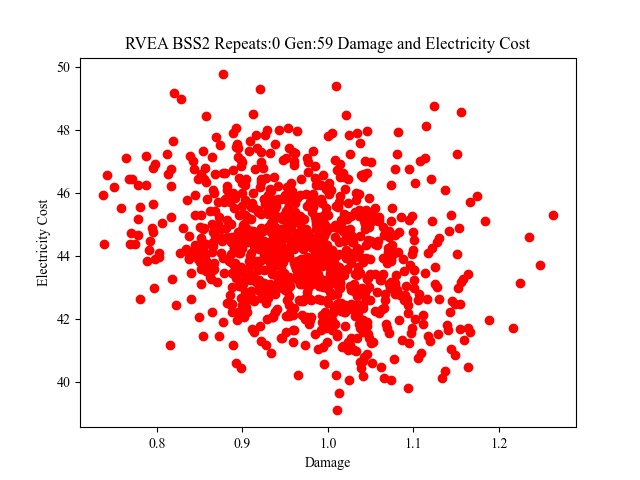 RVEA BSS2 Repeats:0 Gen:59 Damage and Electricity Cost
50
48
46
44
42
40
Electricity Cost
0.8 0.9 1.0 1.1 1.2
Damage